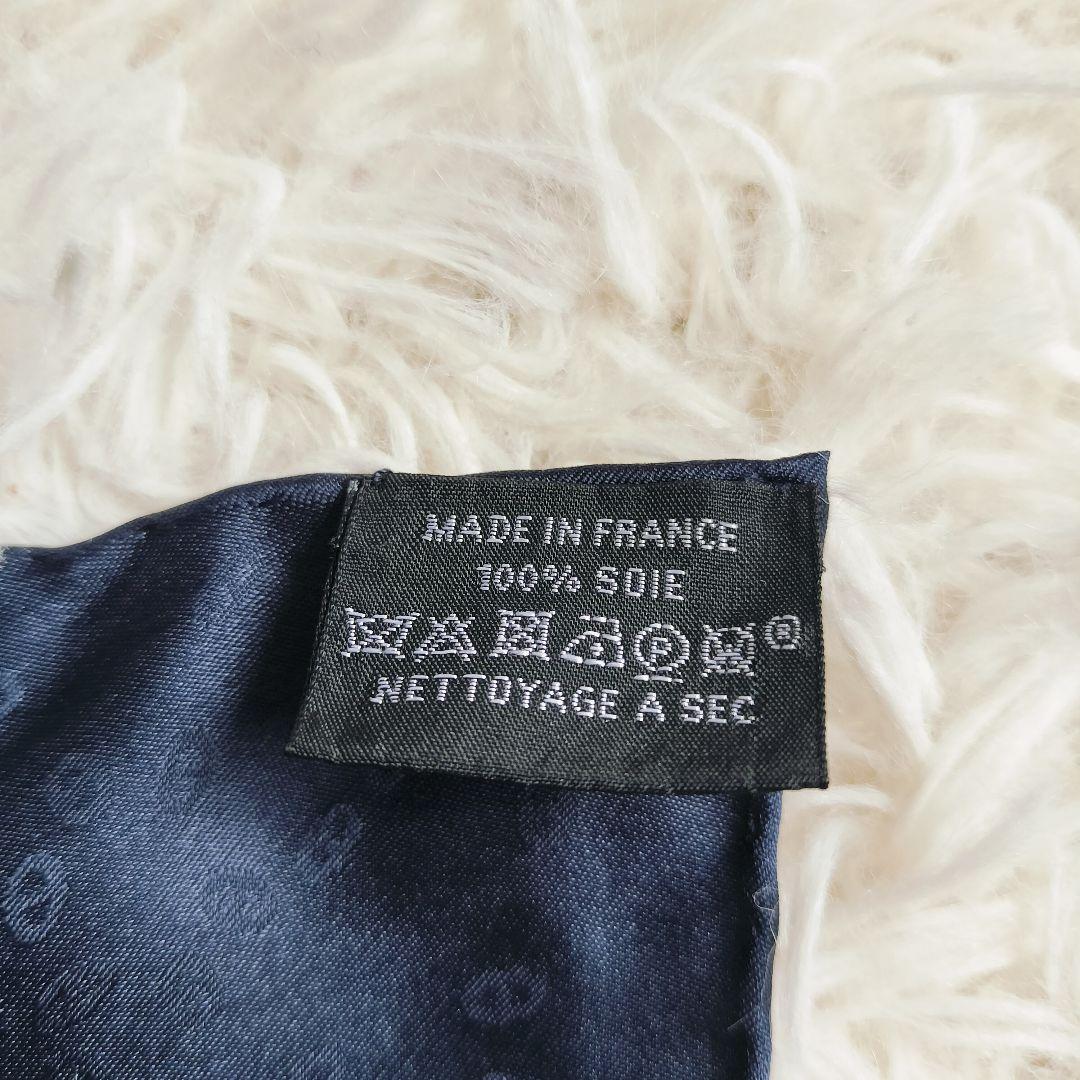 MADE IN FRANCE
100% SOIE
P ®
NETTOYAGE A SEC